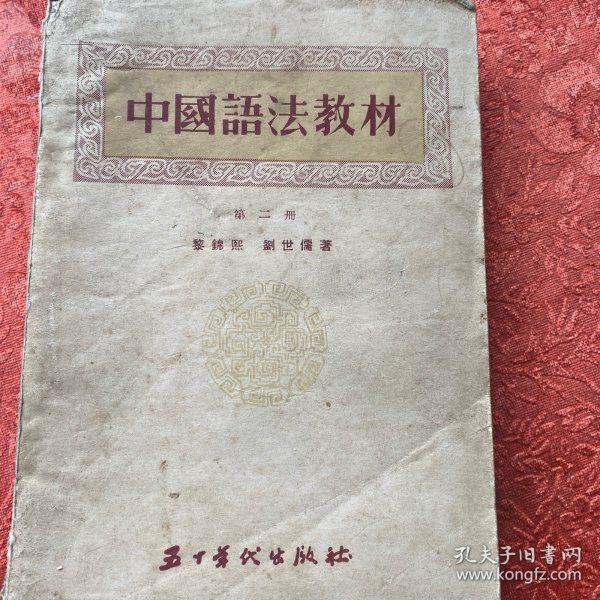 中國語法教材
第二册
黎錦熙 劉世儒著
五十年代出版社
孔夫子旧书网
www.kongfz.com